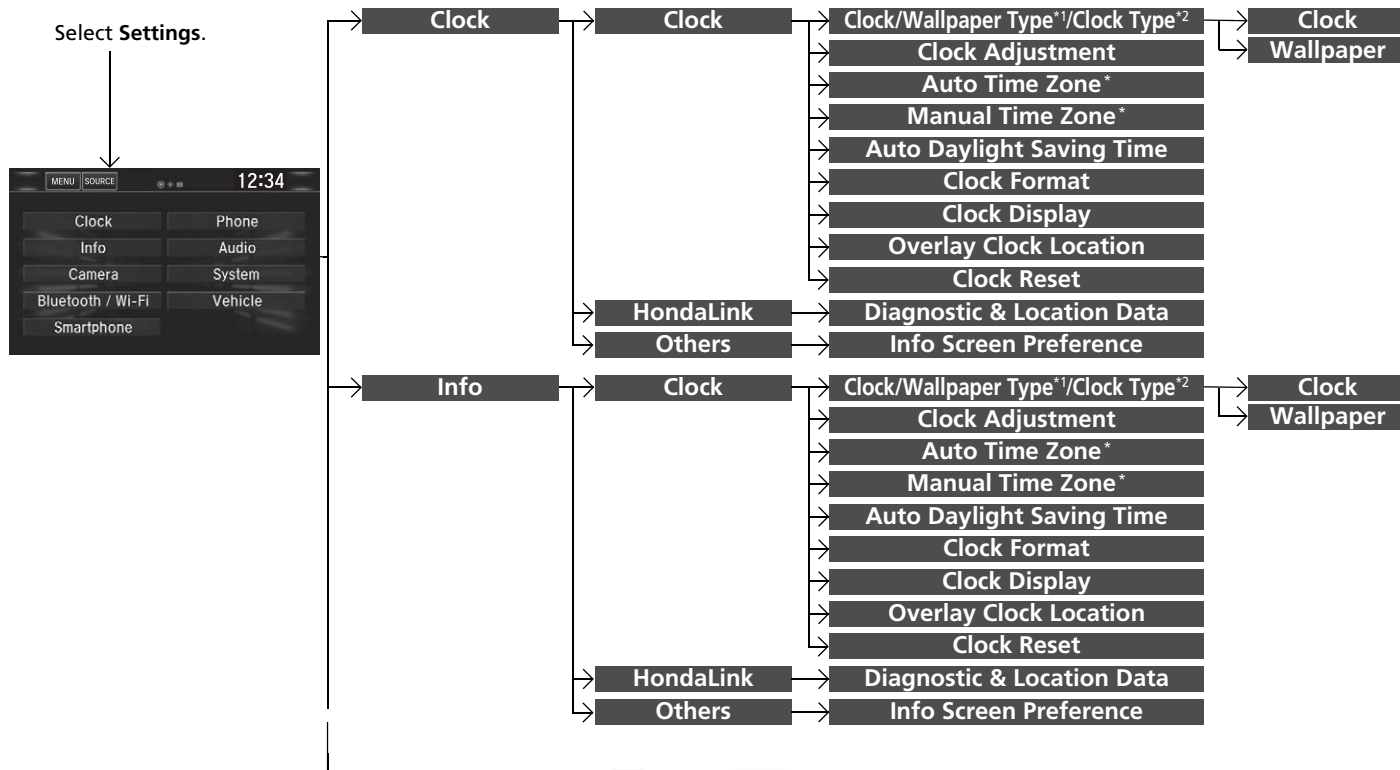 Select Settings.
MENU SOURCE 12:34
Clock Phone
Info Audio
Camera System
Bluetooth / Wi-Fi Vehicle
Smartphone
Clock
Clock
Clock/Wallpaper Type*1/Clock Type*2
Clock
Wallpaper
Clock Adjustment
Auto Time Zone*
Manual Time Zone*
Auto Daylight Saving Time
Clock Format
Clock Display
Overlay Clock Location
Clock Reset
HondaLink
Diagnostic & Location Data
Others
Info Screen Preference
Info
Clock
Clock/Wallpaper Type*1/Clock Type*2
Clock
Wallpaper
Clock Adjustment
Auto Time Zone*
Manual Time Zone*
Auto Daylight Saving Time
Clock Format
Clock Display
Overlay Clock Location
Clock Reset
HondaLink
Diagnostic & Location Data
Others
Info Screen Preference